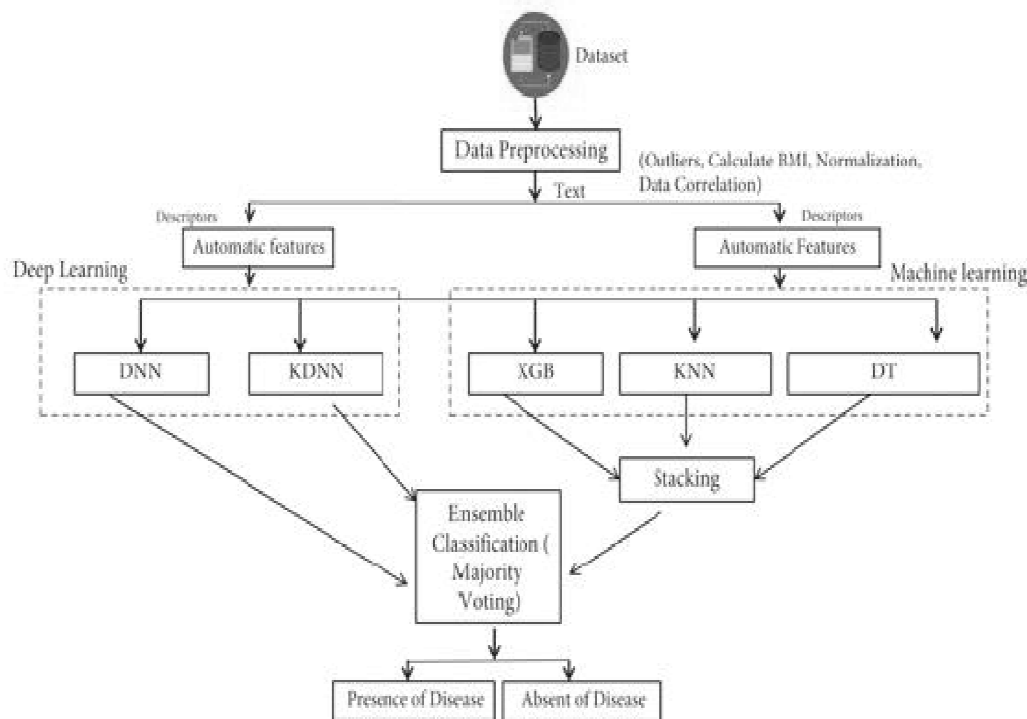 Dataset
Data Preprocessing
(Outliers, Calculate BMI, Normalization,
Data Correlation)
Text
Descriptors
Descriptors
Automatic features
Automatic Features
Deep Learning
Machine learning
DNN
KDNN
XGB
KNN
DT
Stacking
Ensemble
Classification (
Majority
Voting)
Presence of Disease
Absent of Disease